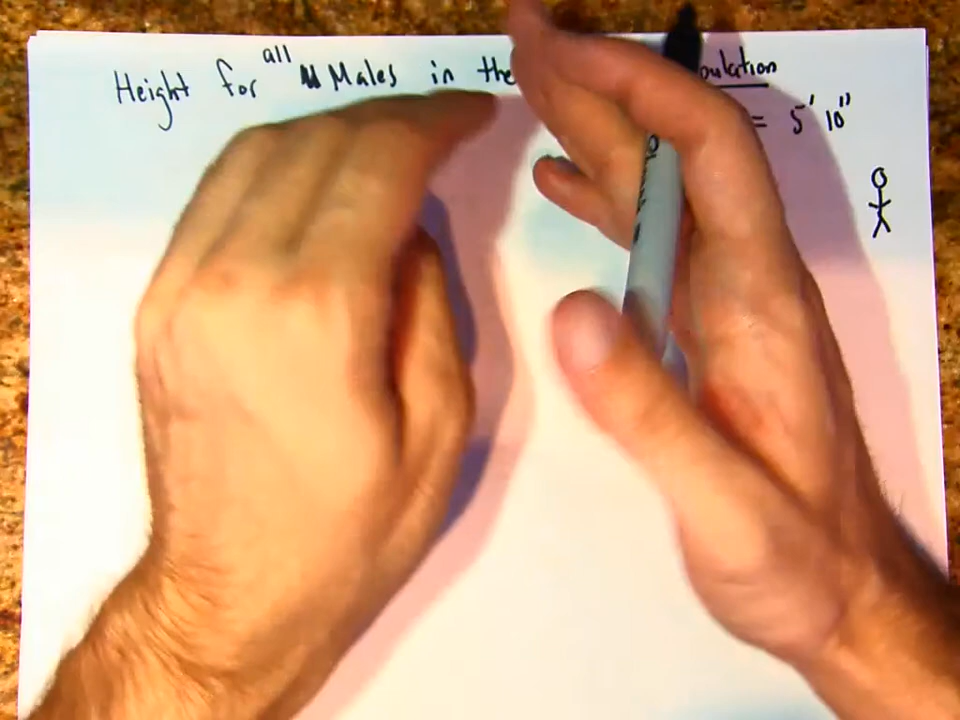 Height for all Males in the
= 5' 10"